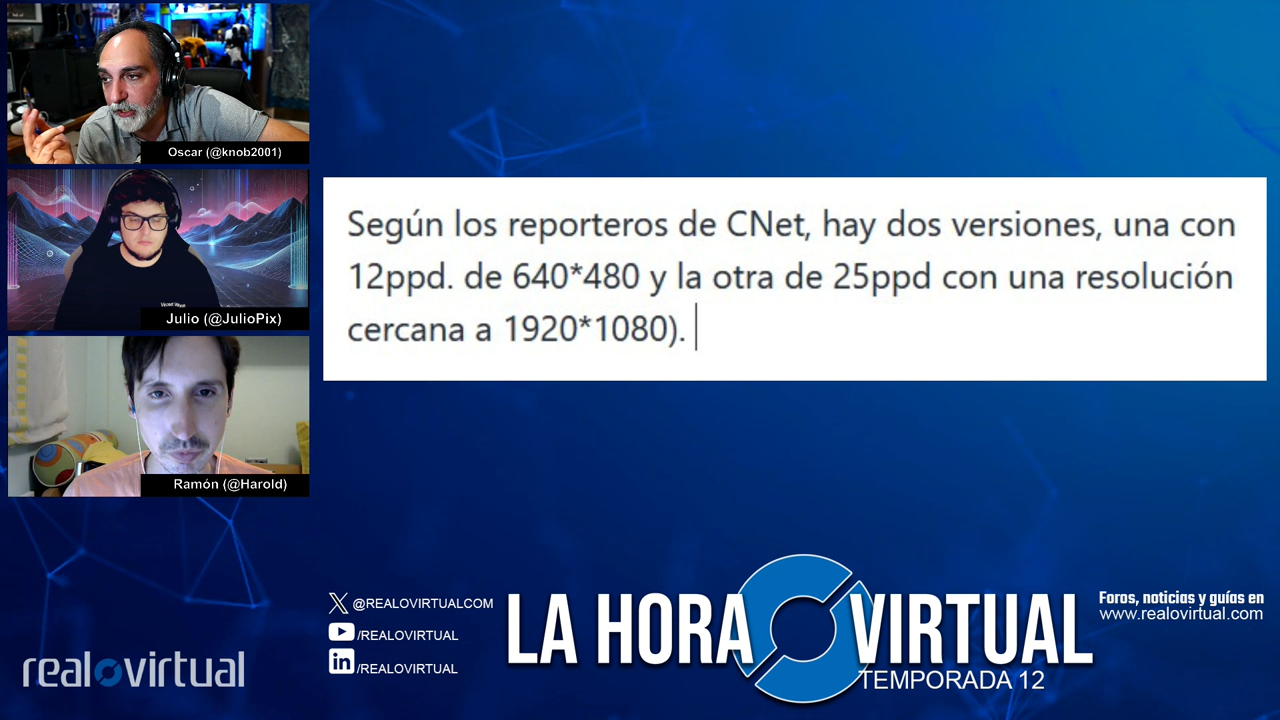 Oscar (@knob2001)
Julio (@JulioPix)
Ramón (@Harold)
Según los reporteros de CNet, hay dos versiones, una con
12ppd. de 640*480 y la otra de 25ppd con una resolución
cercana a 1920*1080).
@REALOVIRTUALCOM
/REALOVIRTUAL
/REALOVIRTUAL
LA HORA VIRTUAL
TEMPORADA 12
Foros, noticias y guías en
www.realovirtual.com
realovirtual